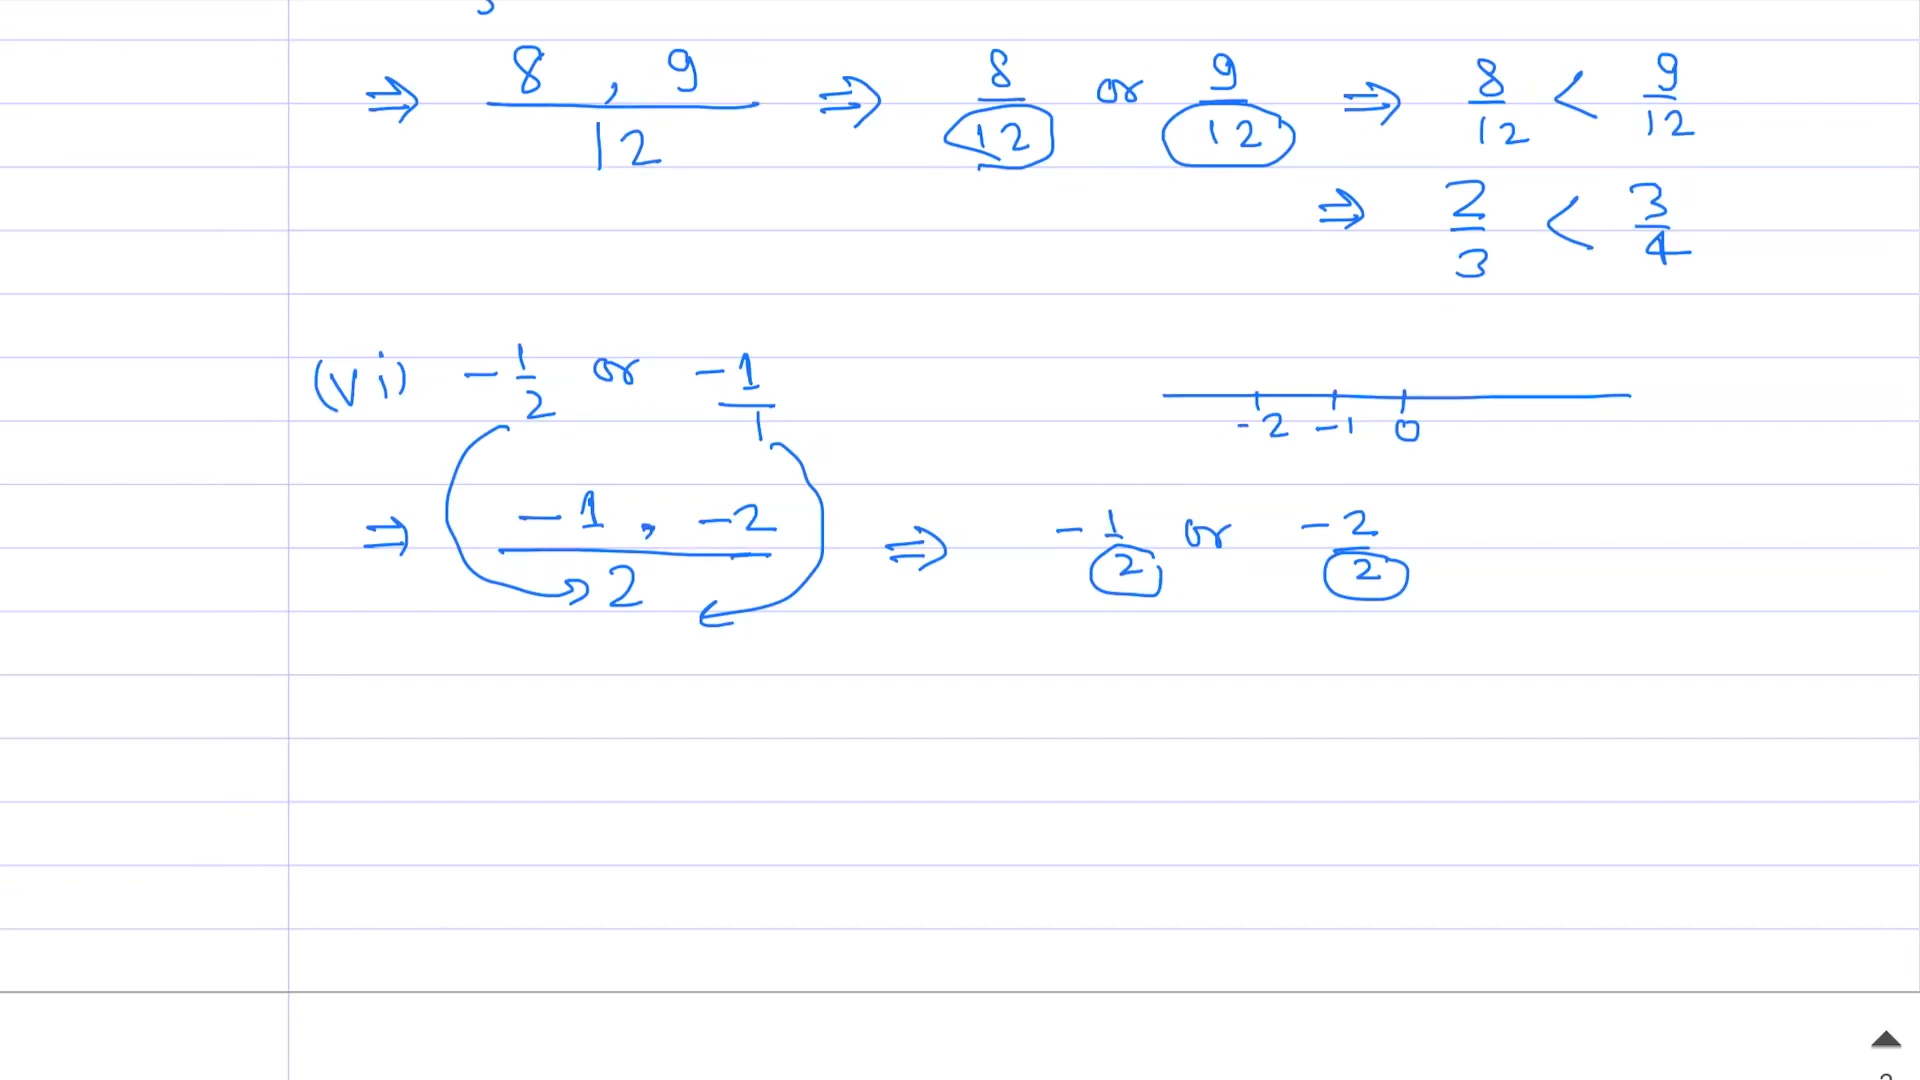 ⇒ 8 , 9 / 12 ⇒ 8/12 or 9/12 ⇒ 8/12 < 9/12
⇒ 2/3 < 3/4
(vi) -1/2 or -1/1
-2 -1 0
⇒ -1 , -2 / 2 ⇒ -1/2 or -2/2